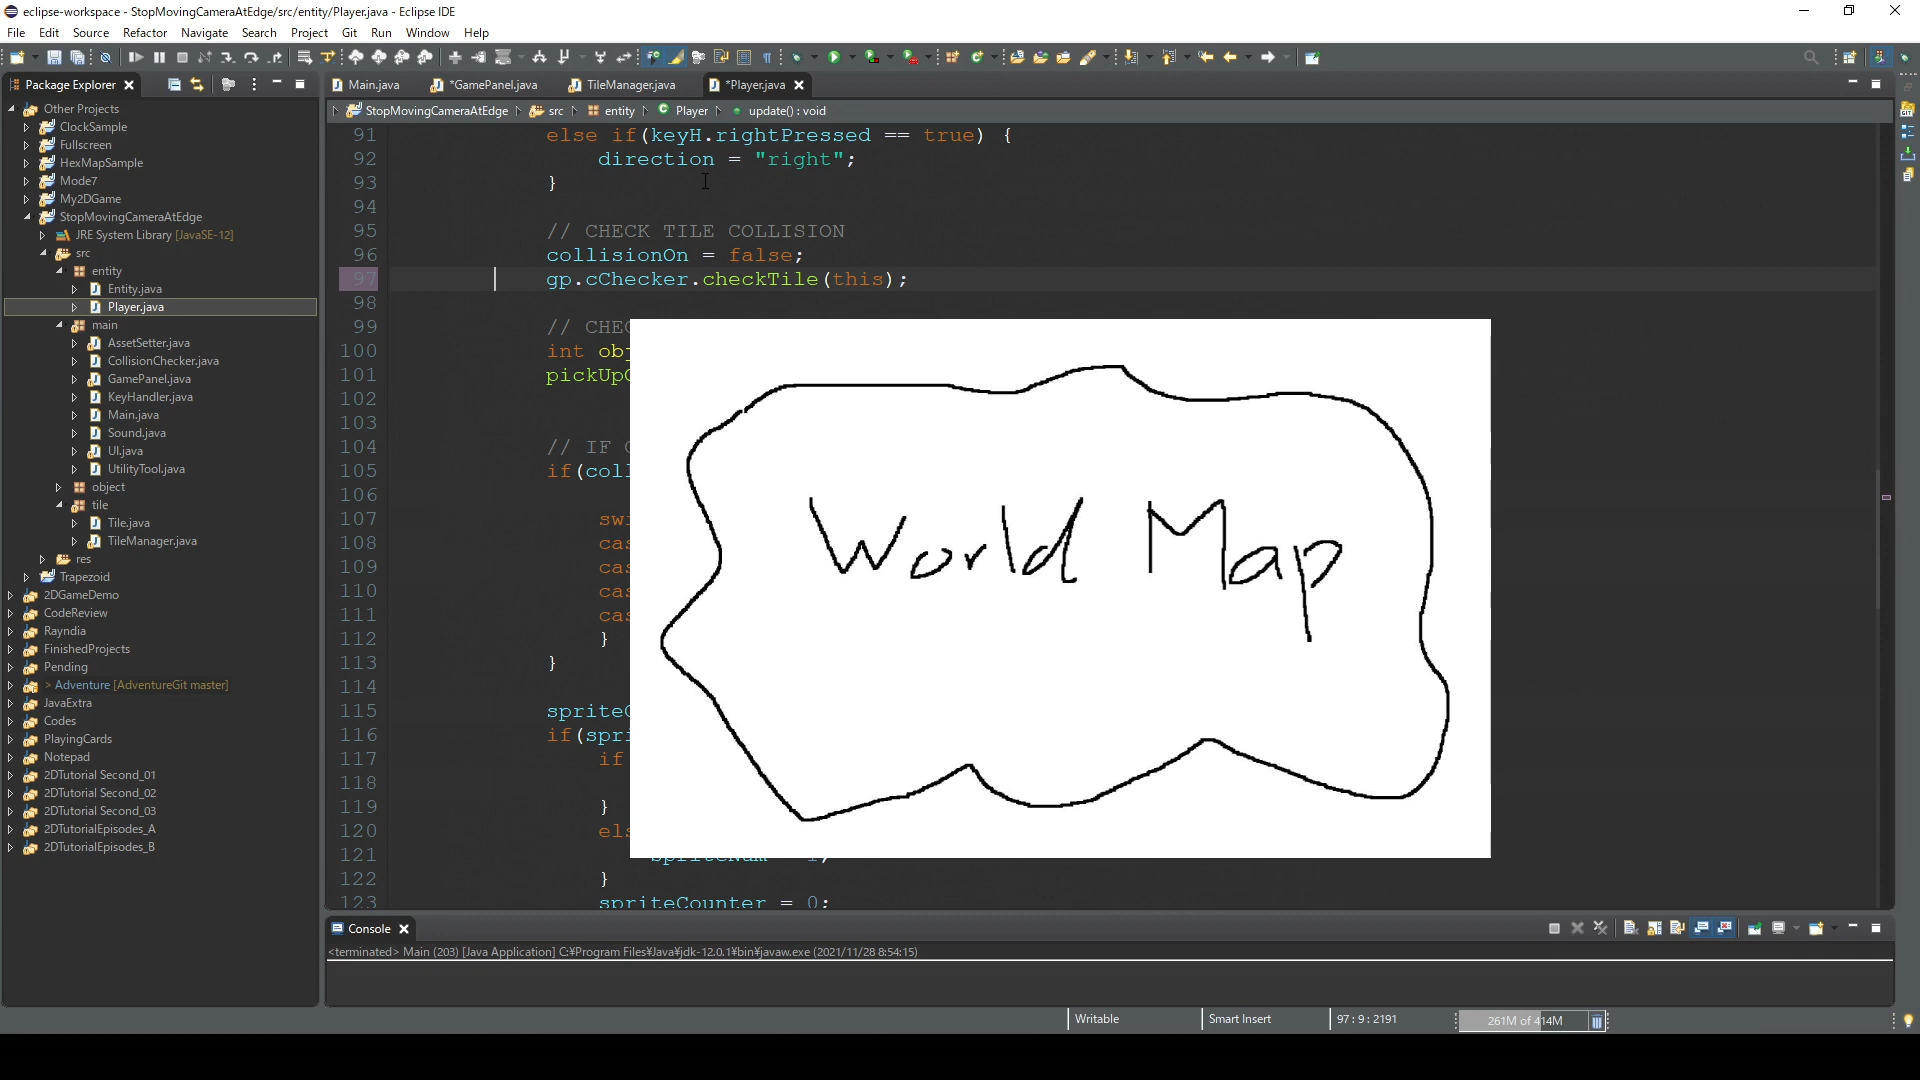 eclipse-workspace - StopMovingCameraAtEdge/src/entity/Player.java - Eclipse IDE
File Edit Source Refactor Navigate Search Project Git Run Window Help
Package Explorer
Other Projects
ClockSample
Fullscreen
HexMapSample
Mode7
My2DGame
StopMovingCameraAtEdge
JRE System Library [JavaSE-12]
src
entity
Entity.java
Player.java
main
AssetSetter.java
CollisionChecker.java
GamePanel.java
KeyHandler.java
Main.java
Sound.java
UI.java
UtilityTool.java
object
tile
Tile.java
TileManager.java
res
Trapezoid
2DGameDemo
CodeReview
Rayndia
FinishedProjects
Pending
> Adventure [AdventureGit master]
JavaExtra
Codes
PlayingCards
Notepad
2DTutorial Second_01
2DTutorial Second_02
2DTutorial Second_03
2DTutorialEpisodes_A
2DTutorialEpisodes_B
Main.java *GamePanel.java TileManager.java *Player.java
StopMovingCameraAtEdge src entity Player update() : void
91 else if(keyH.rightPressed == true) {
92 direction = "right";
93 }
94
95 // CHECK TILE COLLISION
96 collisionOn = false;
97 gp.cChecker.checkTile(this);
98
99 //
100 int
101
102
103
104 // IF
105 if(
106
107
108
109
110
111
112 }
113 }
114
115
116 if(
117 if
118
119 }
120
121
122 }
123 spriteCounter = 0;
World Map
Console
<terminated> Main (203) [Java Application] C:¥Program Files¥Java¥jdk-12.0.1¥bin¥javaw.exe (2021/11/28 8:54:15)
Writable Smart Insert 97 : 9 : 2191 261M of 414M